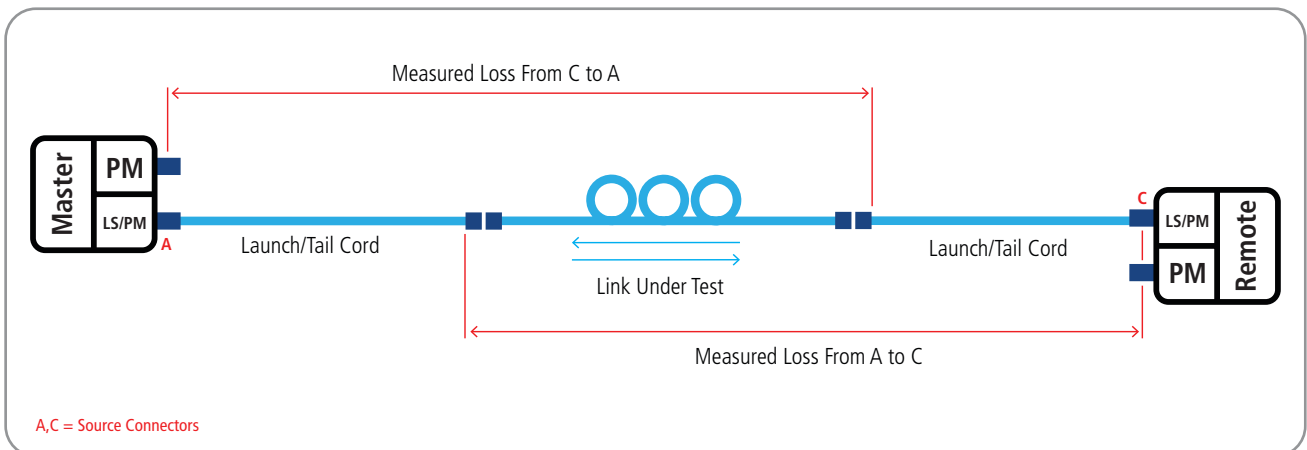 Measured Loss From C to A
Master
PM
LS/PM
A
Launch/Tail Cord
Link Under Test
Launch/Tail Cord
C
LS/PM
PM
Remote
Measured Loss From A to C
A,C = Source Connectors